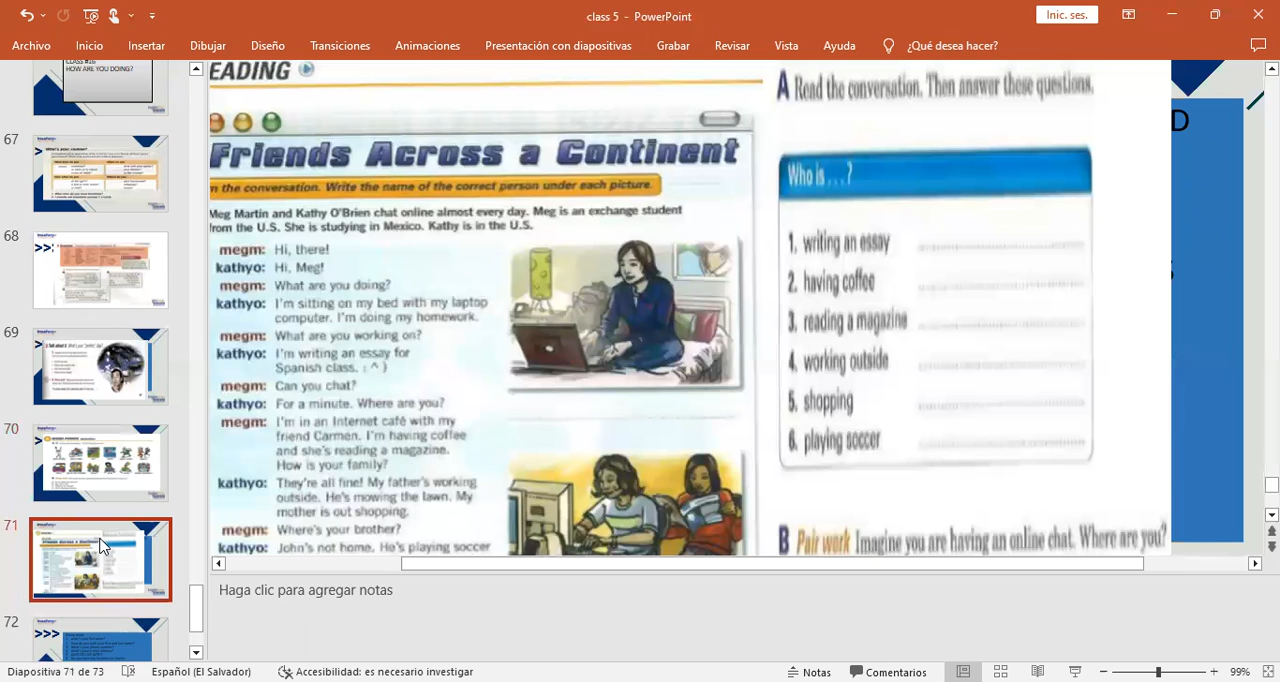 class 5 - PowerPoint
Inic. ses.
Archivo Inicio Insertar Dibujar Diseño Transiciones Animaciones Presentación con diapositivas Grabar Revisar Vista Ayuda ¿Qué desea hacer?
HOW ARE YOU DOING?
67
68
69
70
71
72
EADING
Friends Across a Continent
n the conversation. Write the name of the correct person under each picture.
Meg Martin and Kathy O'Brien chat online almost every day. Meg is an exchange student
from the U.S. She is studying in Mexico. Kathy is in the U.S.
megm: Hi, there!
kathyo: Hi, Meg!
megm: What are you doing?
kathyo: I'm sitting on my bed with my laptop
computer. I'm doing my homework.
megm: What are you working on?
kathyo: I'm writing an essay for
Spanish class. : ^ )
megm: Can you chat?
kathyo: For a minute. Where are you?
megm: I'm in an Internet café with my
friend Carmen. I'm having coffee
and she's reading a magazine.
How is your family?
kathyo: They're all fine! My father's working
outside. He's mowing the lawn. My
mother is out shopping.
megm: Where's your brother?
kathyo: John's not home. He's playing soccer
A Read the conversation. Then answer these questions.
Who is . . . ?
1. writing an essay
2. having coffee
3. reading a magazine
4. working outside
5. shopping
6. playing soccer
B Pair work Imagine you are having an online chat. Where are you?
D
Haga clic para agregar notas
Diapositiva 71 de 73 Español (El Salvador) Accesibilidad: es necesario investigar Notas Comentarios 99%